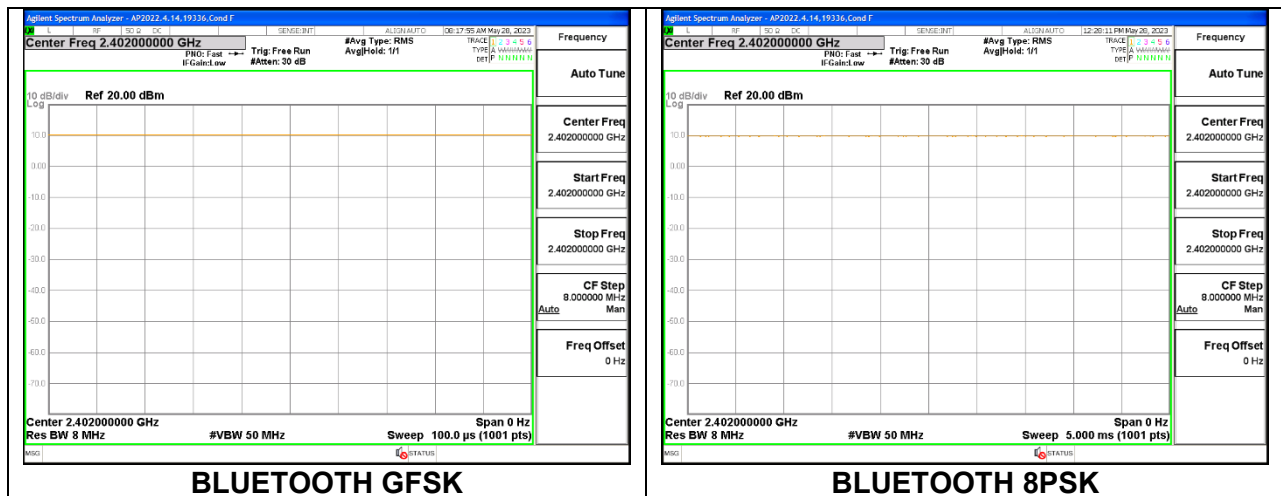 Agilent Spectrum Analyzer - AP2022.4.14,19336,Cond F
L RF 50 Ω DC SENSE:INT ALIGNAUTO 08:17:55 AM May 28, 2023
Center Freq 2.402000000 GHz
PNO: Fast
IFGain:Low
Trig: Free Run
#Atten: 30 dB
#Avg Type: RMS
Avg|Hold: 1/1
TRACE 1 2 3 4 5 6
TYPE A
DET P N N N N N
10 dB/div
Log
Ref 20.00 dBm
10.0
0.00
-10.0
-20.0
-30.0
-40.0
-50.0
-60.0
-70.0
Center 2.402000000 GHz
Span 0 Hz
Res BW 8 MHz
#VBW 50 MHz
Sweep 100.0 µs (1001 pts)
MSG
STATUS
Frequency
Auto Tune
Center Freq
2.402000000 GHz
Start Freq
2.402000000 GHz
Stop Freq
2.402000000 GHz
CF Step
8.000000 MHz
Auto Man
Freq Offset
0 Hz
BLUETOOTH GFSK
Agilent Spectrum Analyzer - AP2022.4.14,19336,Cond F
L RF 50 Ω DC SENSE:INT ALIGNAUTO 12:28:11 PM May 28, 2023
Center Freq 2.402000000 GHz
PNO: Fast
IFGain:Low
Trig: Free Run
#Atten: 30 dB
#Avg Type: RMS
Avg|Hold: 1/1
TRACE 1 2 3 4 5 6
TYPE A
DET P N N N N N
10 dB/div
Log
Ref 20.00 dBm
10.0
0.00
-10.0
-20.0
-30.0
-40.0
-50.0
-60.0
-70.0
Center 2.402000000 GHz
Span 0 Hz
Res BW 8 MHz
#VBW 50 MHz
Sweep 5.000 ms (1001 pts)
MSG
STATUS
Frequency
Auto Tune
Center Freq
2.402000000 GHz
Start Freq
2.402000000 GHz
Stop Freq
2.402000000 GHz
CF Step
8.000000 MHz
Auto Man
Freq Offset
0 Hz
BLUETOOTH 8PSK